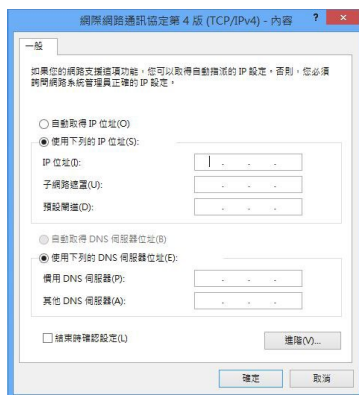 網際網路通訊協定第 4 版 (TCP/IPv4) - 內容
一般
如果您的網路支援這項功能，您可以取得自動指派的 IP 設定。否則，您必須
詢問網路系統管理員正確的 IP 設定。
自動取得 IP 位址(O)
使用下列的 IP 位址(S):
IP 位址(I):
子網路遮罩(U):
預設閘道(D):
自動取得 DNS 伺服器位址(B)
使用下列的 DNS 伺服器位址(E):
慣用 DNS 伺服器(P):
其他 DNS 伺服器(A):
結束時確認設定(L)
進階(V)...
確定
取消